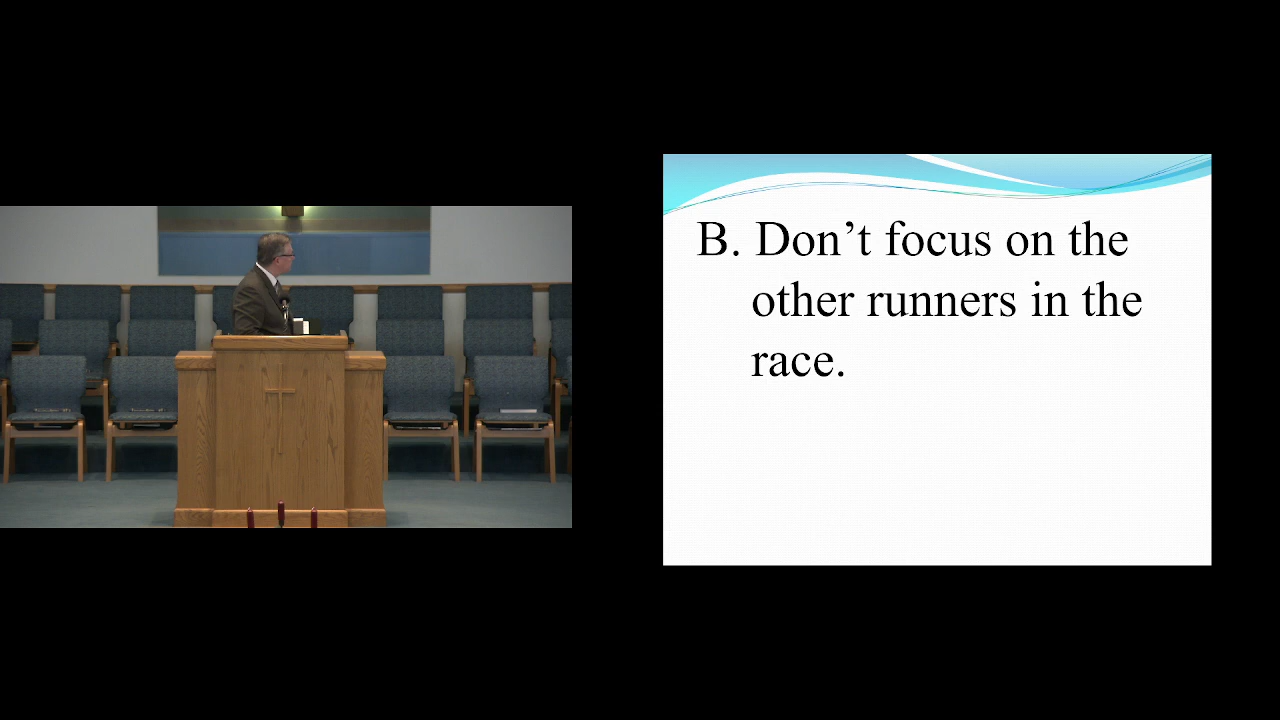 B. Don’t focus on the
other runners in the
race.